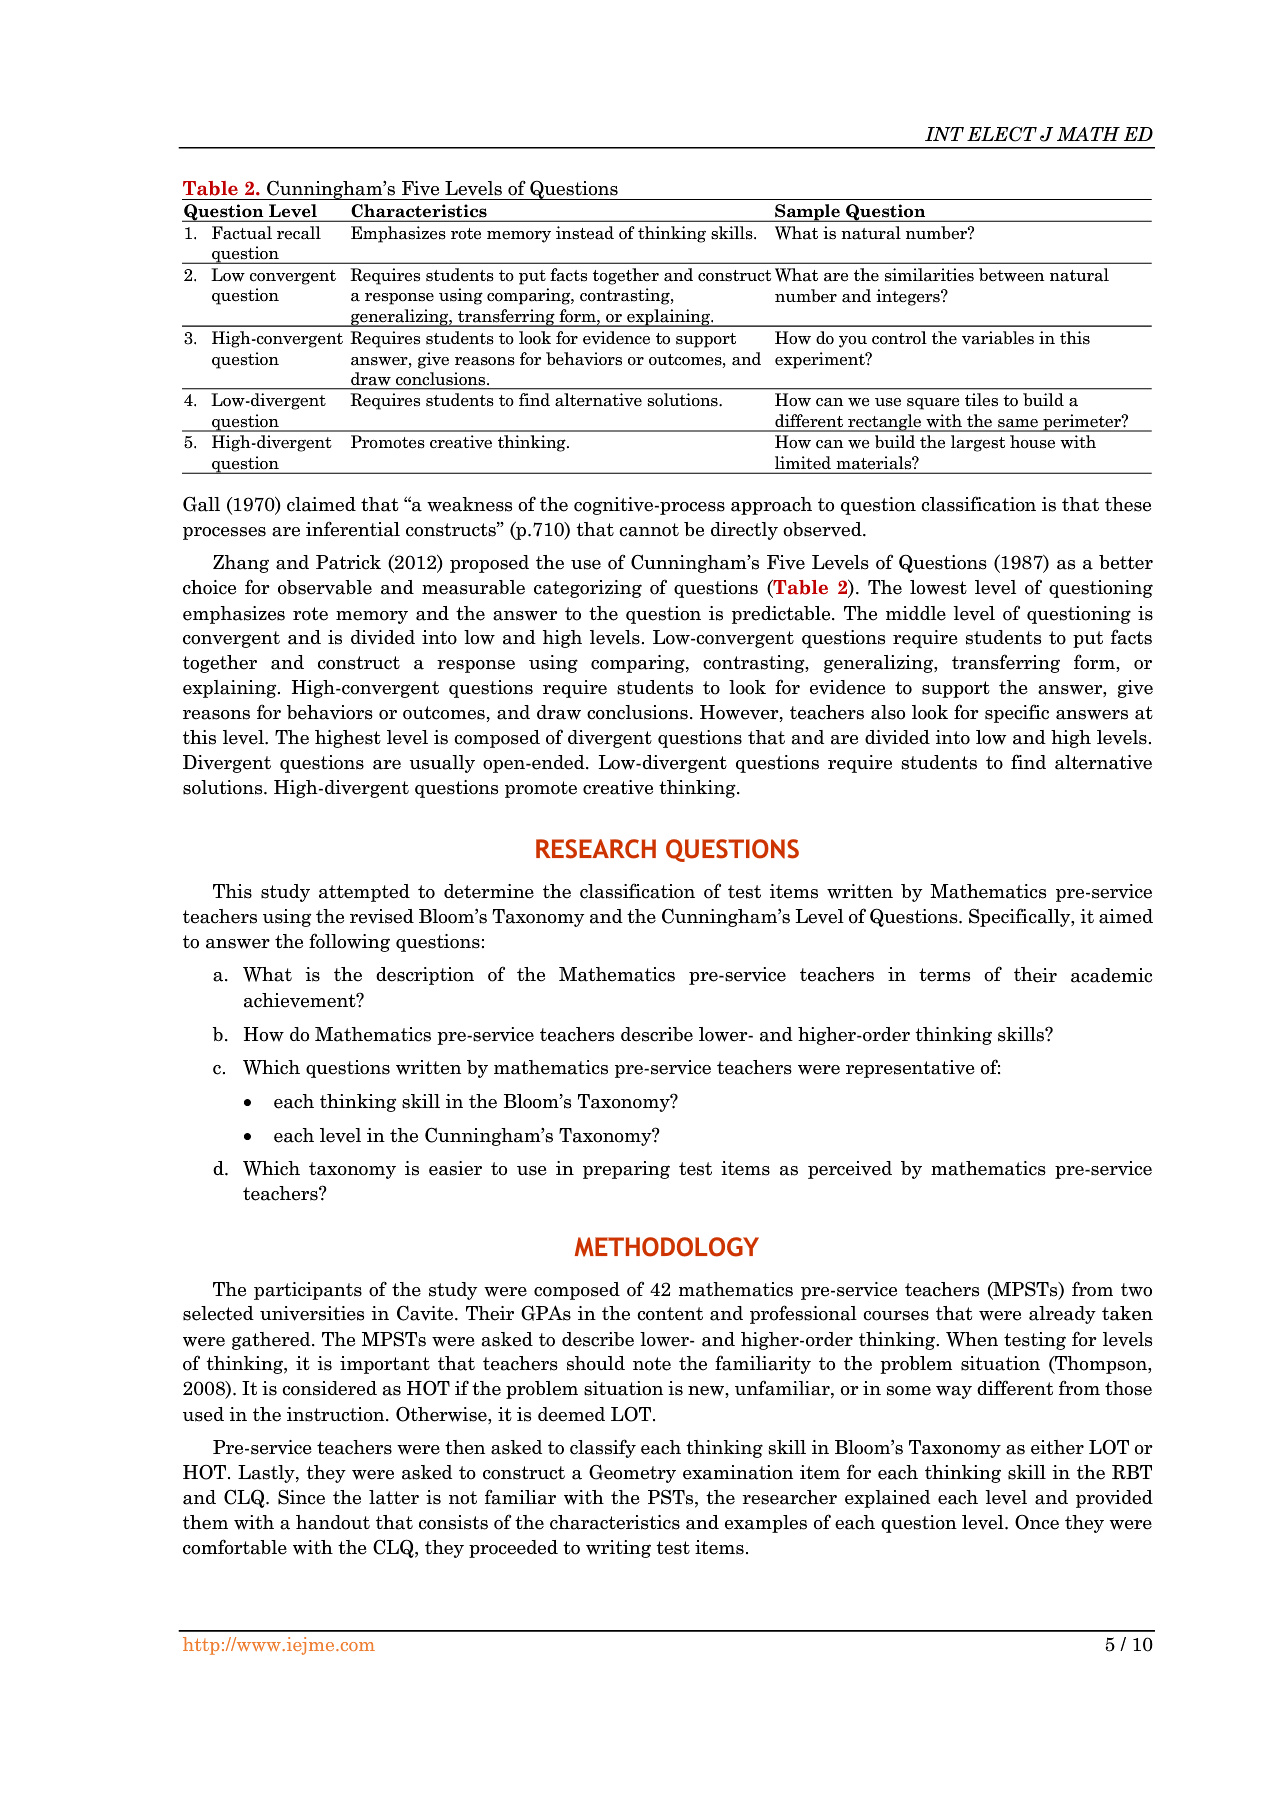 INT ELECT J MATH ED
Table 2. Cunningham's Five Levels of Questions
Question Level Characteristics Sample Question
1. Factual recall Emphasizes rote memory instead of thinking skills. What is natural number?
question
2. Low convergent Requires students to put facts together and construct What are the similarities between natural
question a response using comparing, contrasting, number and integers?
generalizing, transferring form, or explaining.
3. High-convergent Requires students to look for evidence to support How do you control the variables in this
question answer, give reasons for behaviors or outcomes, and experiment?
draw conclusions.
4. Low-divergent Requires students to find alternative solutions. How can we use square tiles to build a
question different rectangle with the same perimeter?
5. High-divergent Promotes creative thinking. How can we build the largest house with
question limited materials?
Gall (1970) claimed that “a weakness of the cognitive-process approach to question classification is that these
processes are inferential constructs” (p.710) that cannot be directly observed.
Zhang and Patrick (2012) proposed the use of Cunningham's Five Levels of Questions (1987) as a better
choice for observable and measurable categorizing of questions (Table 2). The lowest level of questioning
emphasizes rote memory and the answer to the question is predictable. The middle level of questioning is
convergent and is divided into low and high levels. Low-convergent questions require students to put facts
together and construct a response using comparing, contrasting, generalizing, transferring form, or
explaining. High-convergent questions require students to look for evidence to support the answer, give
reasons for behaviors or outcomes, and draw conclusions. However, teachers also look for specific answers at
this level. The highest level is composed of divergent questions that and are divided into low and high levels.
Divergent questions are usually open-ended. Low-divergent questions require students to find alternative
solutions. High-divergent questions promote creative thinking.
RESEARCH QUESTIONS
This study attempted to determine the classification of test items written by Mathematics pre-service
teachers using the revised Bloom's Taxonomy and the Cunningham's Level of Questions. Specifically, it aimed
to answer the following questions:
a. What is the description of the Mathematics pre-service teachers in terms of their academic
achievement?
b. How do Mathematics pre-service teachers describe lower- and higher-order thinking skills?
c. Which questions written by mathematics pre-service teachers were representative of:
• each thinking skill in the Bloom's Taxonomy?
• each level in the Cunningham's Taxonomy?
d. Which taxonomy is easier to use in preparing test items as perceived by mathematics pre-service
teachers?
METHODOLOGY
The participants of the study were composed of 42 mathematics pre-service teachers (MPSTs) from two
selected universities in Cavite. Their GPAs in the content and professional courses that were already taken
were gathered. The MPSTs were asked to describe lower- and higher-order thinking. When testing for levels
of thinking, it is important that teachers should note the familiarity to the problem situation (Thompson,
2008). It is considered as HOT if the problem situation is new, unfamiliar, or in some way different from those
used in the instruction. Otherwise, it is deemed LOT.
Pre-service teachers were then asked to classify each thinking skill in Bloom's Taxonomy as either LOT or
HOT. Lastly, they were asked to construct a Geometry examination item for each thinking skill in the RBT
and CLQ. Since the latter is not familiar with the PSTs, the researcher explained each level and provided
them with a handout that consists of the characteristics and examples of each question level. Once they were
comfortable with the CLQ, they proceeded to writing test items.
http://www.iejme.com 5 / 10